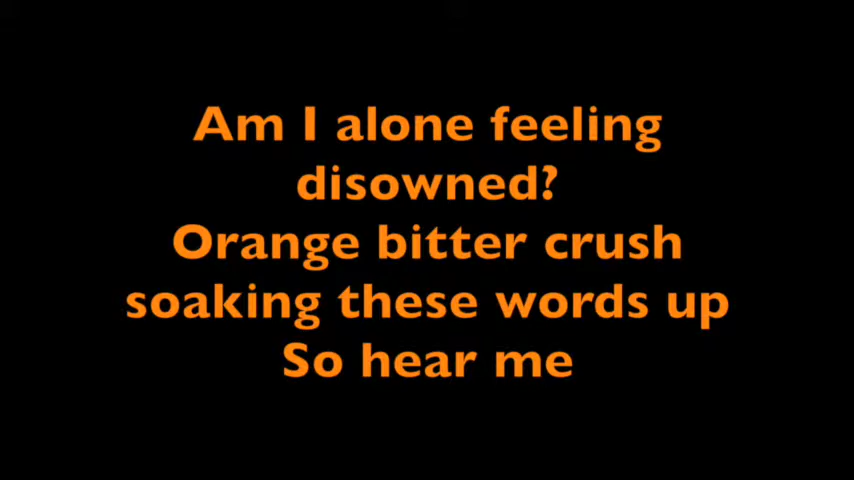 Am I alone feeling
disowned?
Orange bitter crush
soaking these words up
So hear me